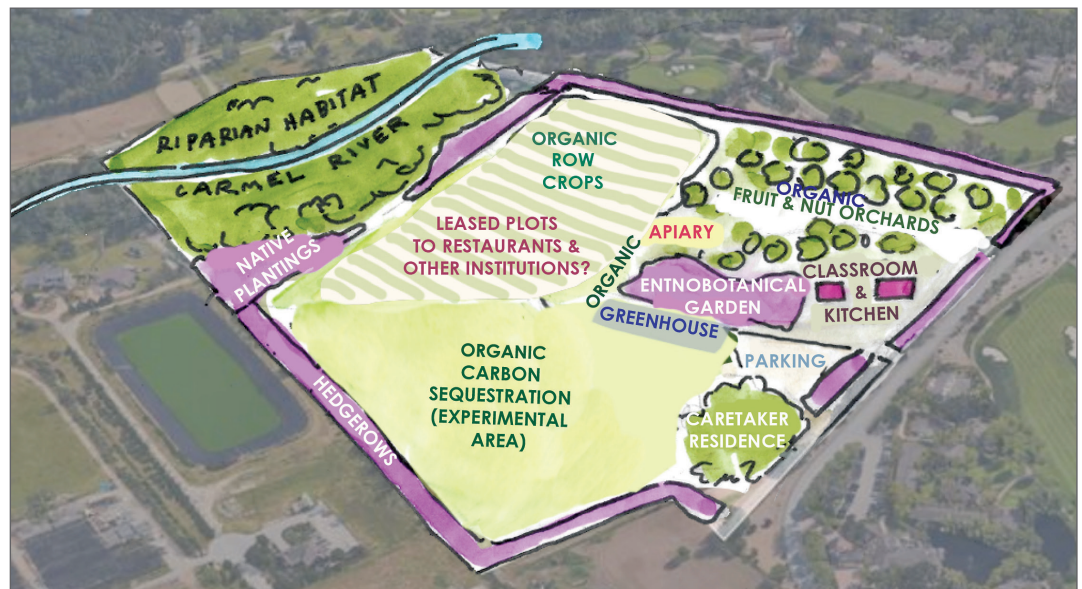 RIPARIAN HABITAT
CARMEL RIVER
NATIVE
PLANTINGS
ORGANIC
ROW
CROPS
LEASED PLOTS
TO RESTAURANTS &
OTHER INSTITUTIONS?
ORGANIC
FRUIT & NUT ORCHARDS
APIARY
ORGANIC
ENTNOBOTANICAL
GARDEN
CLASSROOM
&
KITCHEN
GREENHOUSE
PARKING
ORGANIC
CARBON
SEQUESTRATION
(EXPERIMENTAL
AREA)
CARETAKER
RESIDENCE
HEDGEROWS